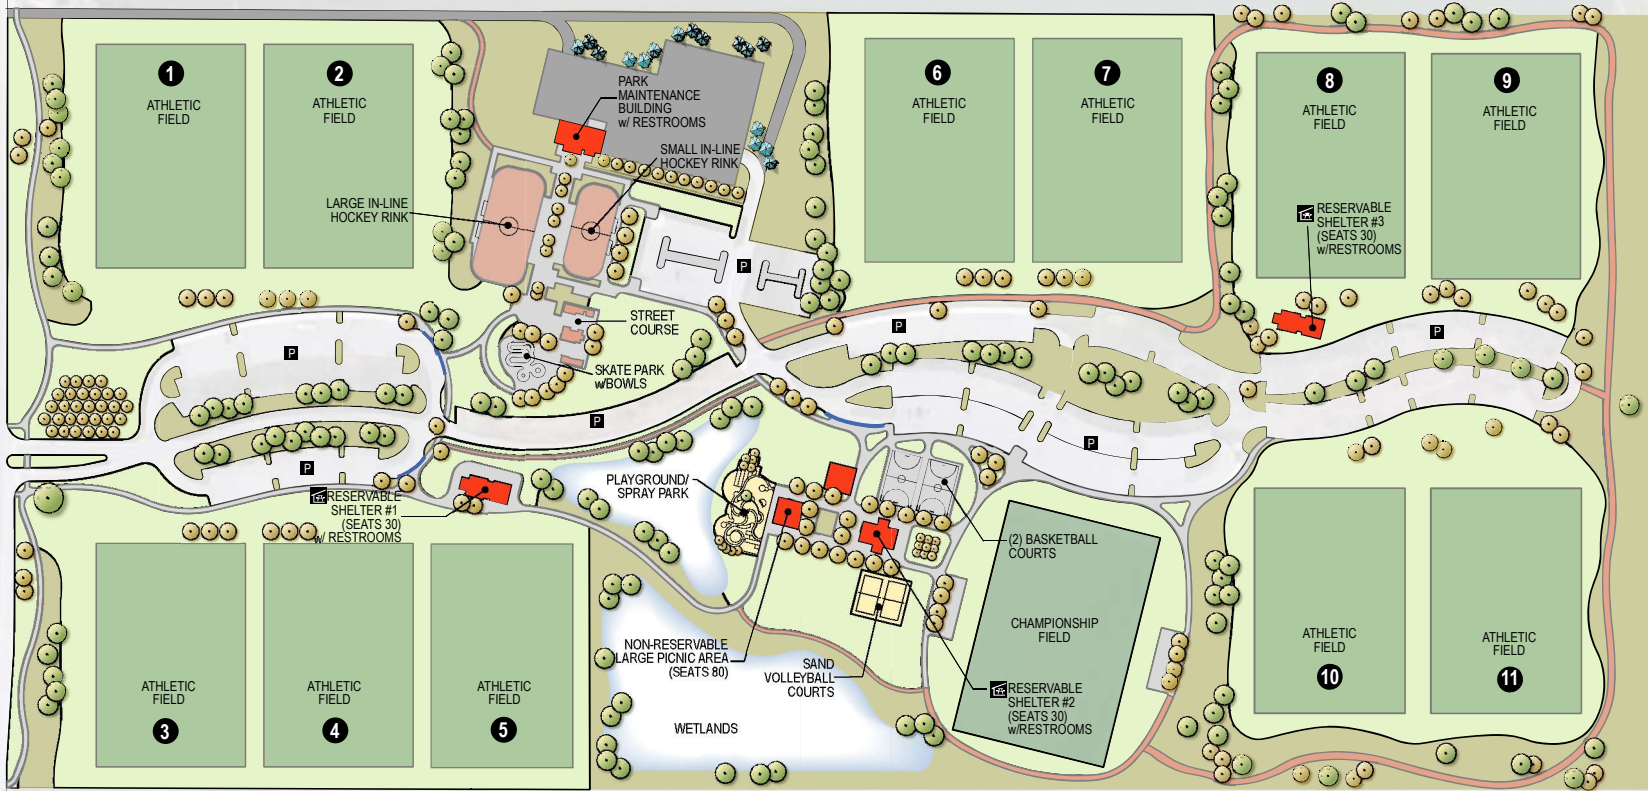 1
ATHLETIC
FIELD
2
ATHLETIC
FIELD
PARK
MAINTENANCE
BUILDING
w/ RESTROOMS
SMALL IN-LINE
HOCKEY RINK
LARGE IN-LINE
HOCKEY RINK
6
ATHLETIC
FIELD
7
ATHLETIC
FIELD
8
ATHLETIC
FIELD
9
ATHLETIC
FIELD
RESERVABLE
SHELTER #3
(SEATS 30)
w/RESTROOMS
P
STREET
COURSE
SKATE PARK
w/BOWLS
P
P
P
P
P
P
RESERVABLE
SHELTER #1
(SEATS 30)
w/ RESTROOMS
PLAYGROUND/
SPRAY PARK
(2) BASKETBALL
COURTS
CHAMPIONSHIP
FIELD
NON-RESERVABLE
LARGE PICNIC AREA
(SEATS 80)
SAND
VOLLEYBALL
COURTS
RESERVABLE
SHELTER #2
(SEATS 30)
w/RESTROOMS
WETLANDS
ATHLETIC
FIELD
3
ATHLETIC
FIELD
4
ATHLETIC
FIELD
5
ATHLETIC
FIELD
10
ATHLETIC
FIELD
11